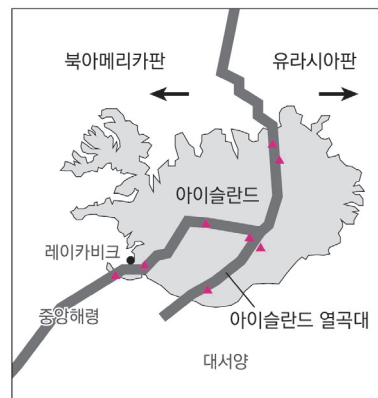 북아메리카판
유라시아판
아이슬란드
레이카비크
중앙해령
아이슬란드 열곡대
대서양